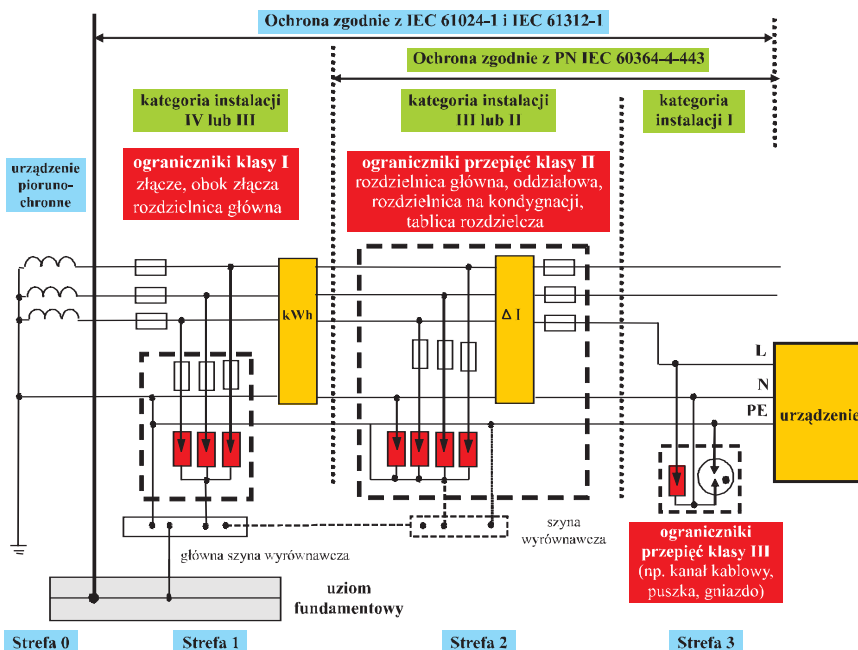 Ochrona zgodnie z IEC 61024-1 i IEC 61312-1
Ochrona zgodnie z PN IEC 60364-4-443
kategoria instalacji
IV lub III
kategoria instalacji
III lub II
kategoria
instalacji I
urządzenie
pioruno-
chronne
ograniczniki klasy I
złącze, obok złącza
rozdzielnica główna
ograniczniki przepięć klasy II
rozdzielnica główna, oddziałowa,
rozdzielnica na kondygnacji,
tablica rozdzielcza
kWh
Δ I
L
N
PE
urządzenie
główna szyna wyrównawcza
szyna
wyrównawcza
ograniczniki
przepięć klasy III
(np. kanał kablowy,
puszka, gniazdo)
uziom
fundamentowy
Strefa 0
Strefa 1
Strefa 2
Strefa 3